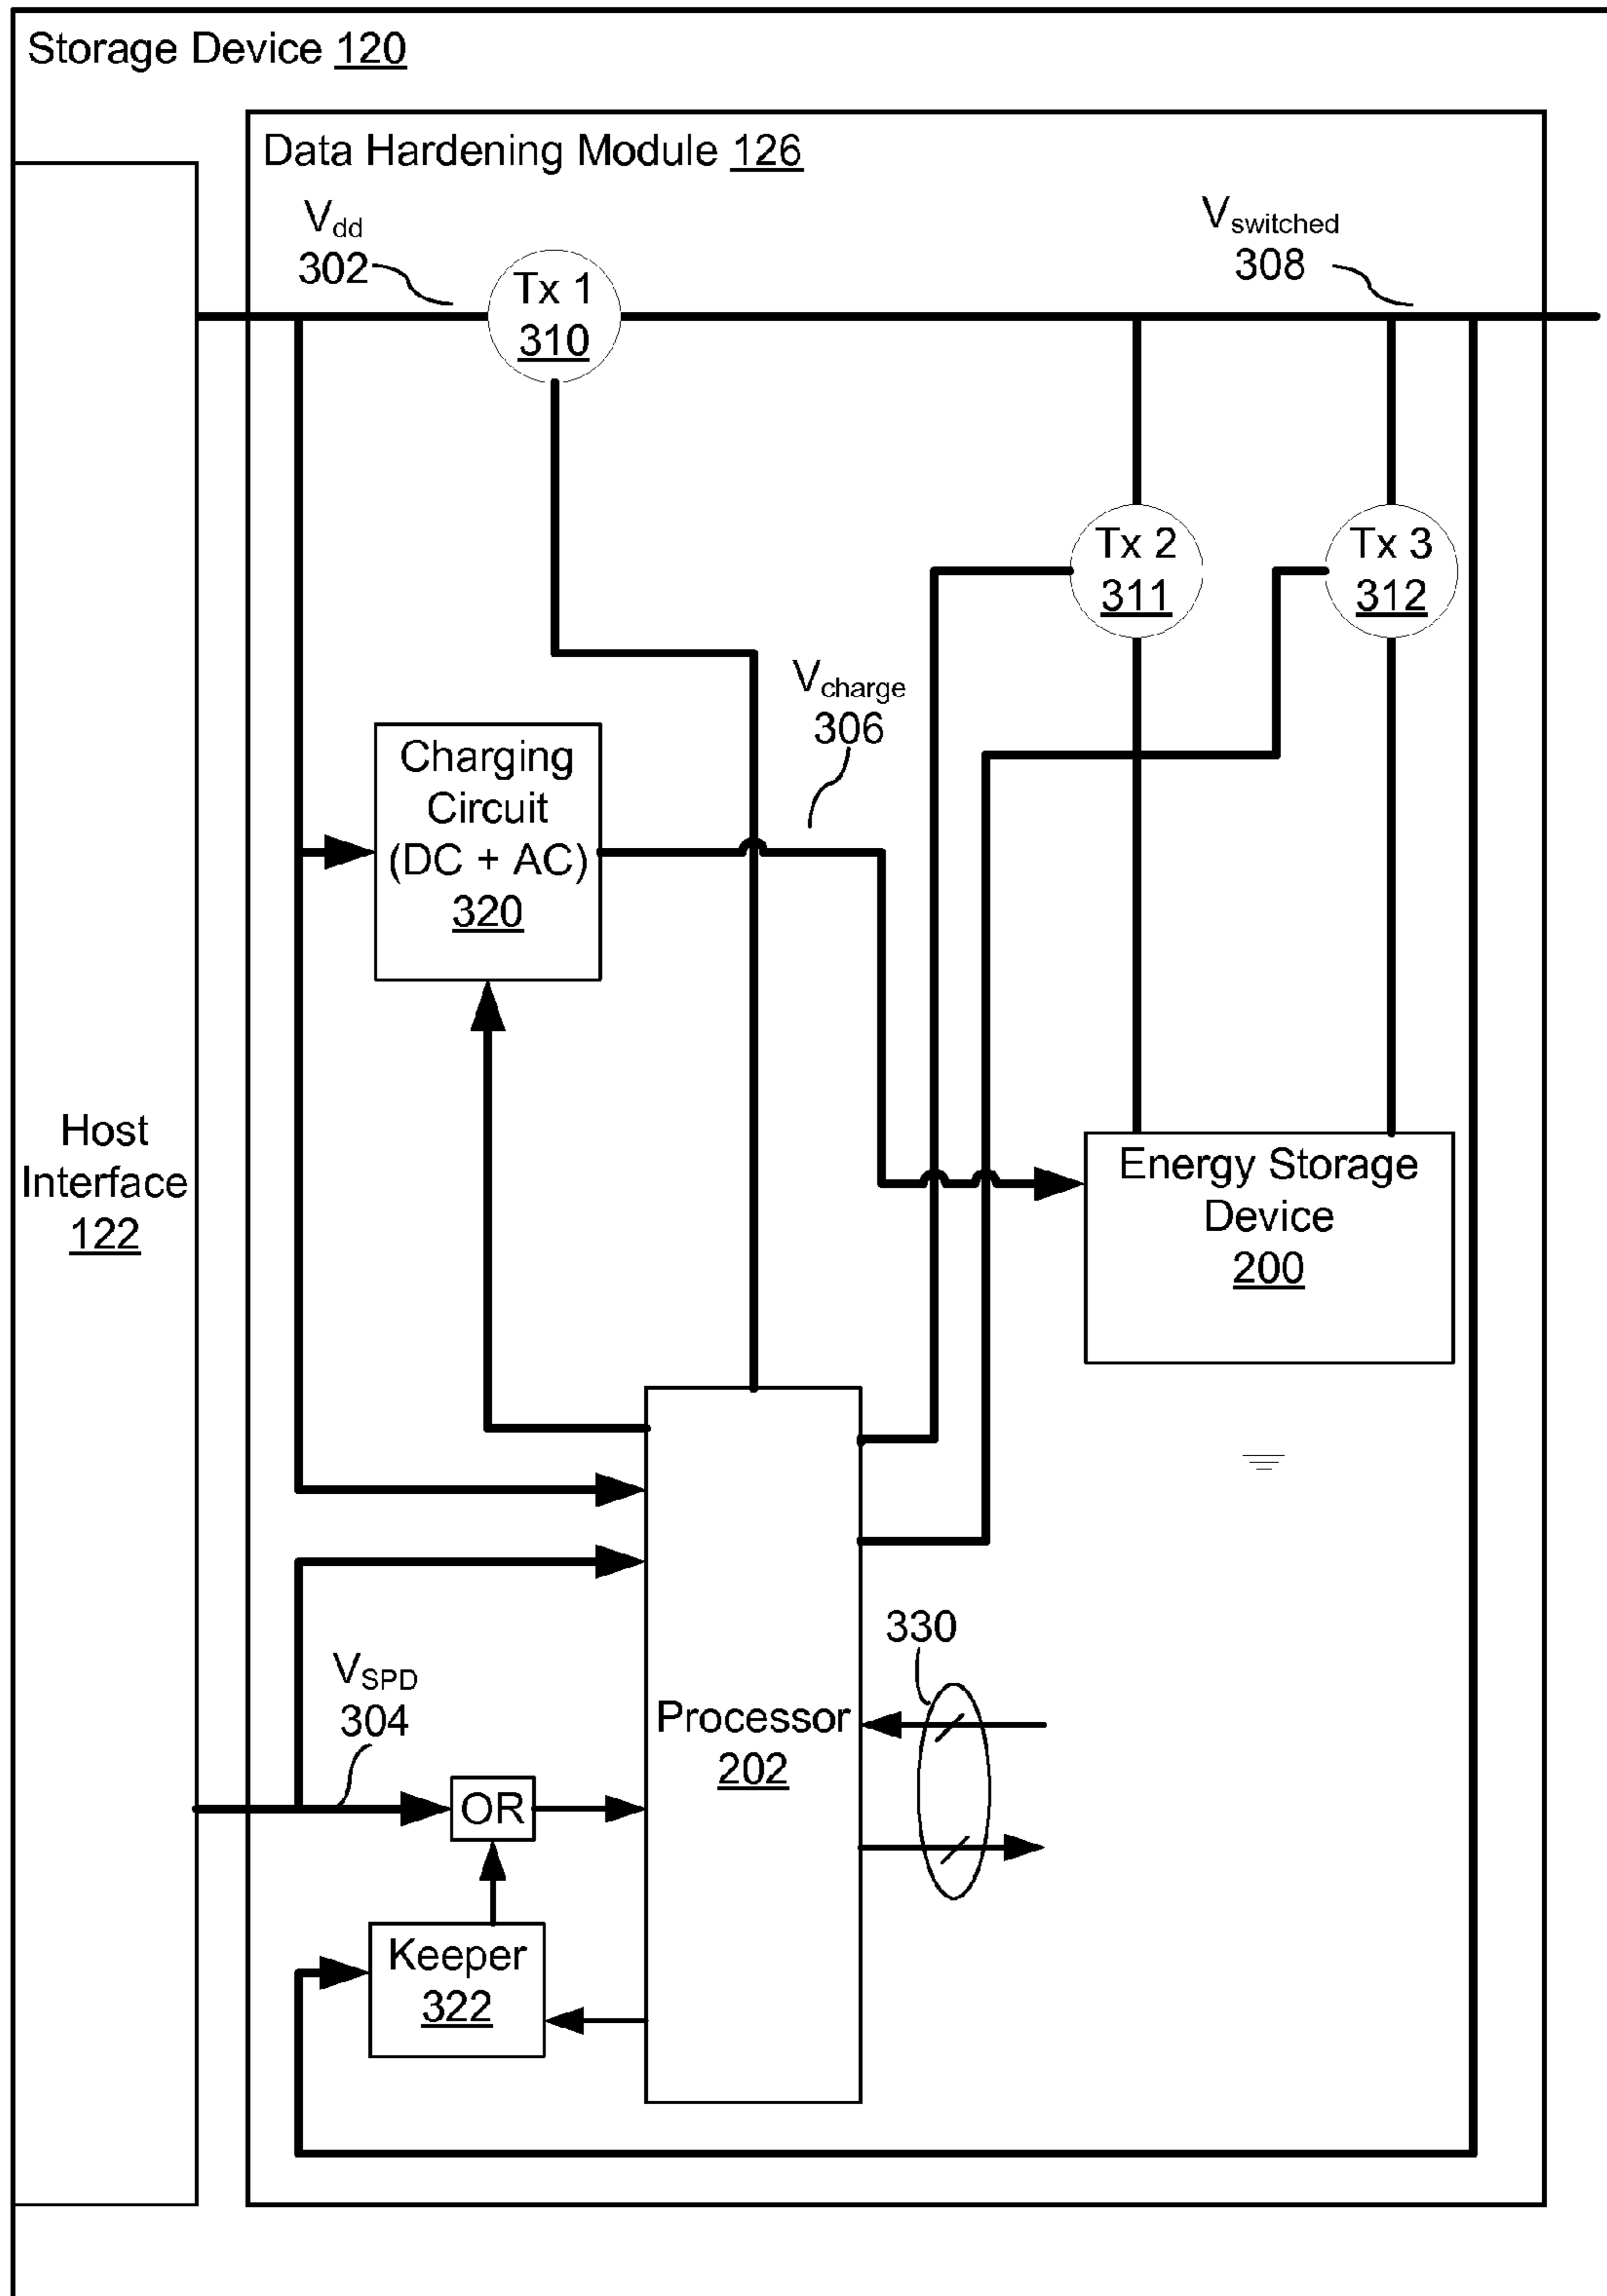 Storage Device 120
Data Hardening Module 126
Vdd
302
Vswitched
308
Tx 1
310
Tx 2
311
Tx 3
312
Vcharge
306
Charging
Circuit
(DC + AC)
320
Host
Interface
122
Energy Storage
Device
200
330
VSPD
304
Processor
202
OR
Keeper
322